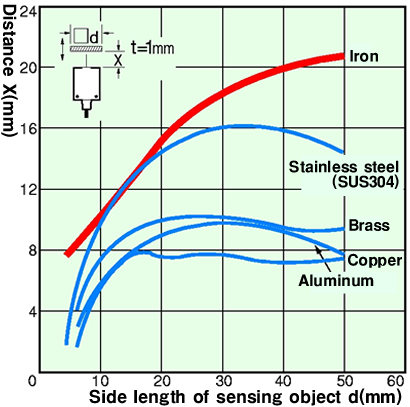 24
Distance X(mm)
20
16
12
8
4
d
t=1mm
X
Iron
Stainless steel
(SUS304)
Brass
Copper
Aluminum
0 10 20 30 40 50 60
Side length of sensing object d(mm)